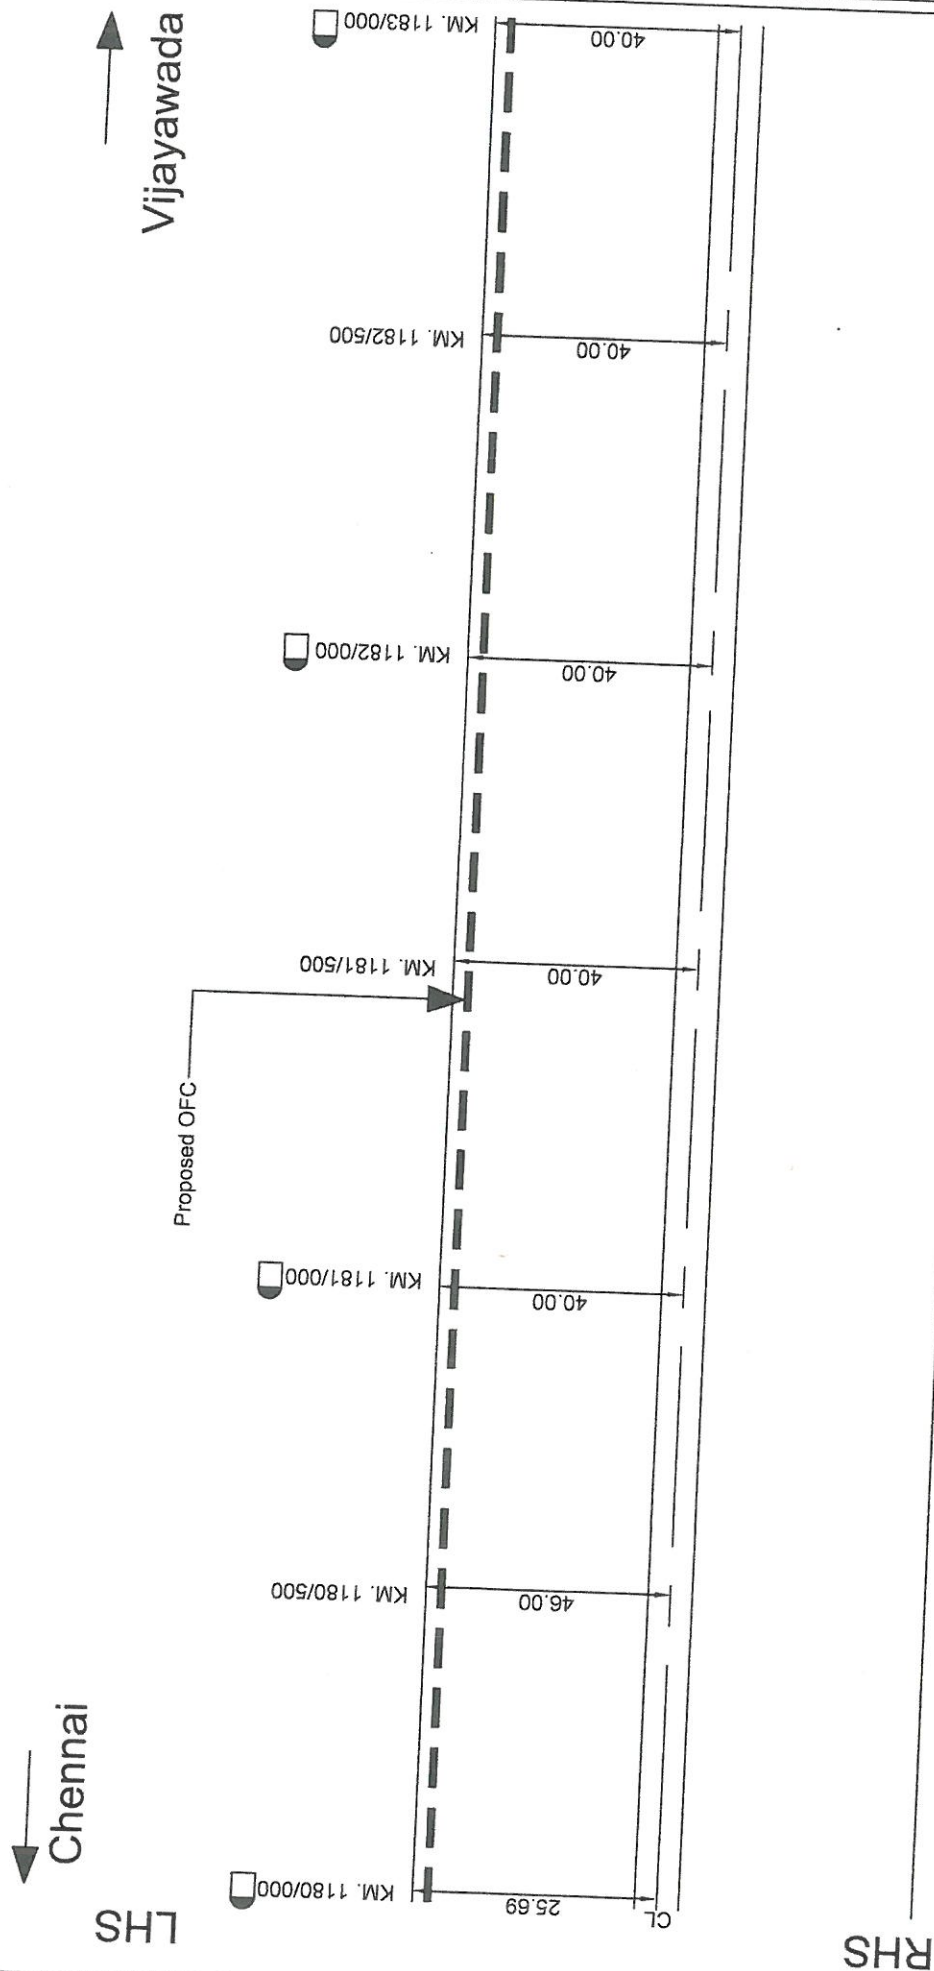 Vijayawada
KM. 1183/000
40.00
KM. 1182/500
40.00
KM. 1182/000
40.00
KM. 1181/500
40.00
Proposed OFC
KM. 1181/000
40.00
KM. 1180/500
46.00
Chennai
LHS
KM. 1180/000
25.69
CL
RHS